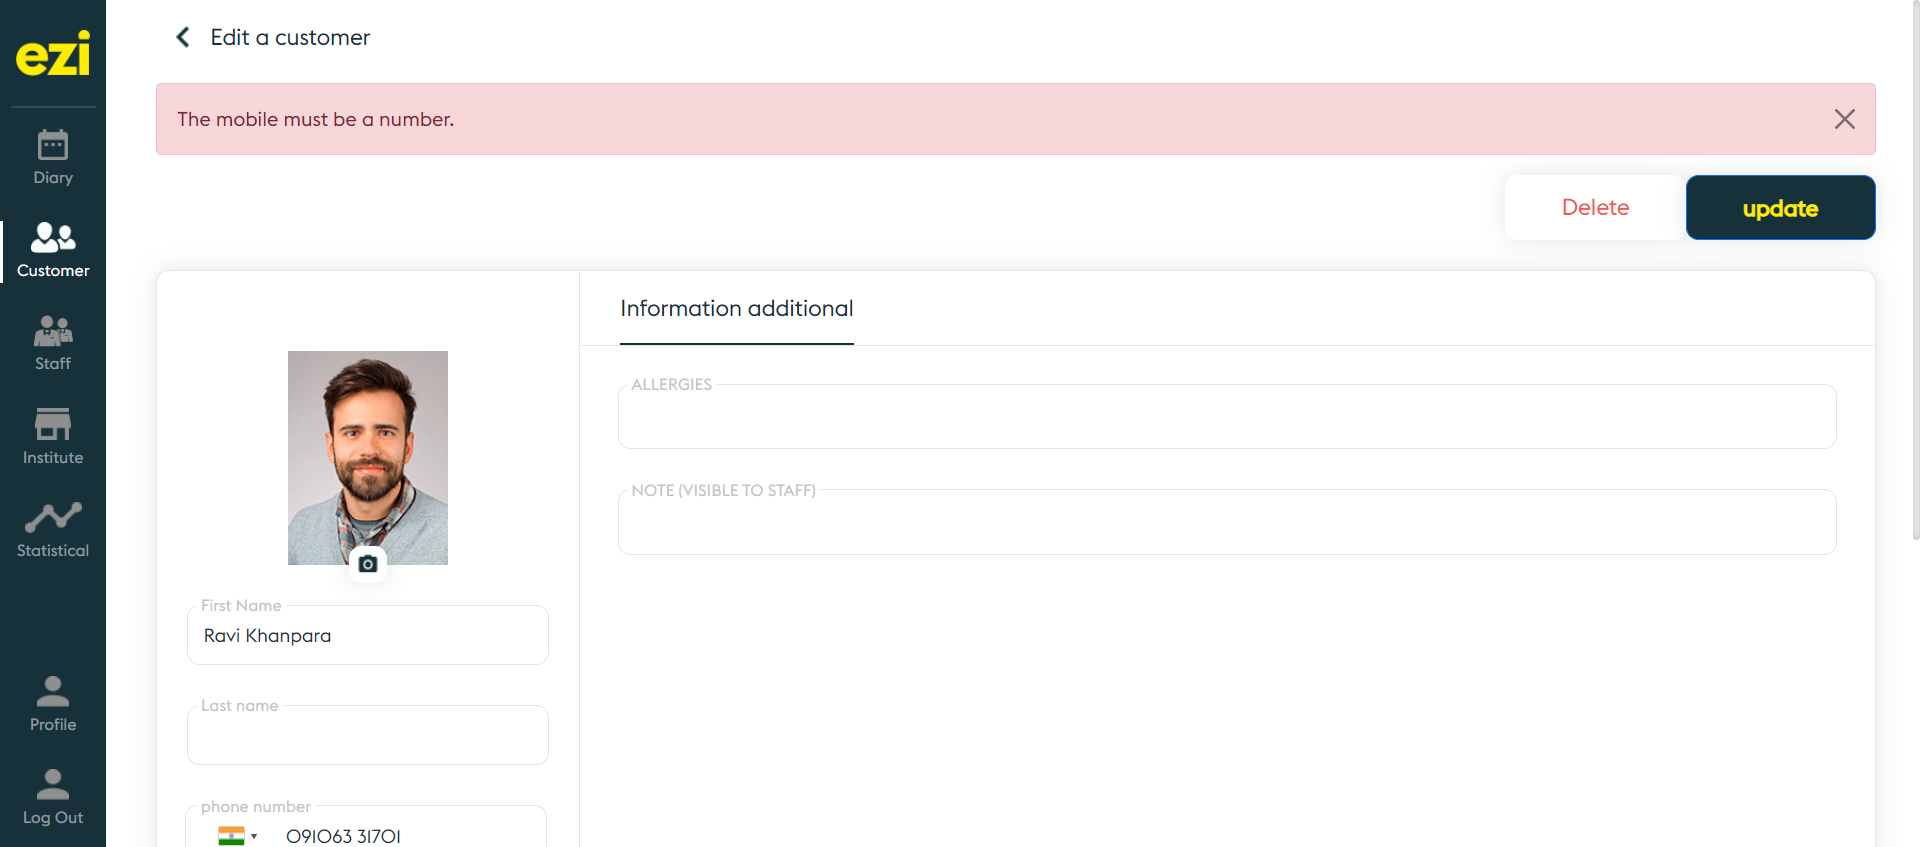 ezi
Edit a customer
The mobile must be a number.
Delete
update
Diary
Customer
Staff
Institute
Statistical
Profile
Log Out
First Name
Ravi Khanpara
Last name
phone number
091063 31701
Information additional
ALLERGIES
NOTE (VISIBLE TO STAFF)